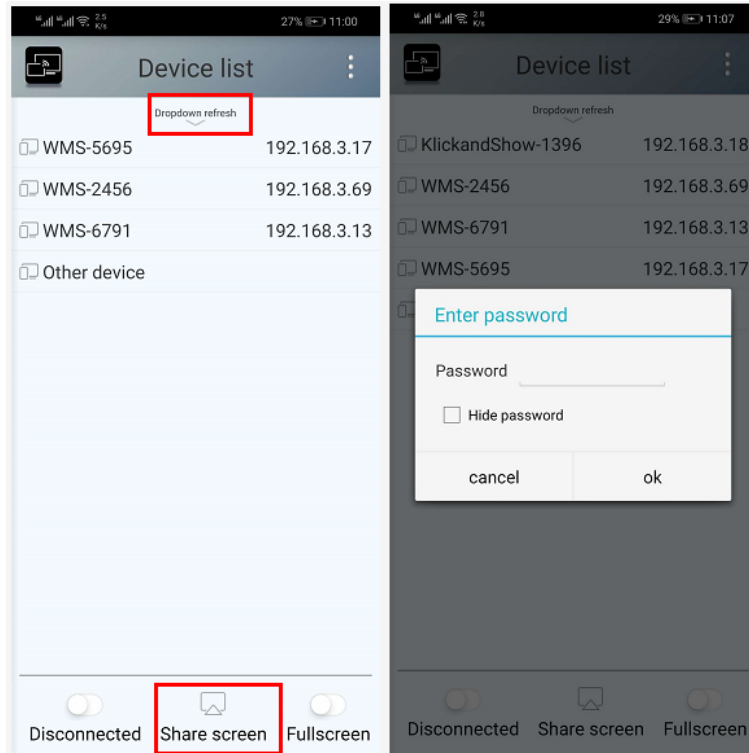 2.5 K/s 27% 11:00
Device list
Dropdown refresh
WMS-5695 192.168.3.17
WMS-2456 192.168.3.69
WMS-6791 192.168.3.13
Other device
Disconnected Share screen Fullscreen
2.8 K/s 29% 11:07
Device list
Dropdown refresh
KlickandShow-1396 192.168.3.18
WMS-2456 192.168.3.69
WMS-6791 192.168.3.13
WMS-5695 192.168.3.17
Enter password
Password
Hide password
cancel ok
Disconnected Share screen Fullscreen